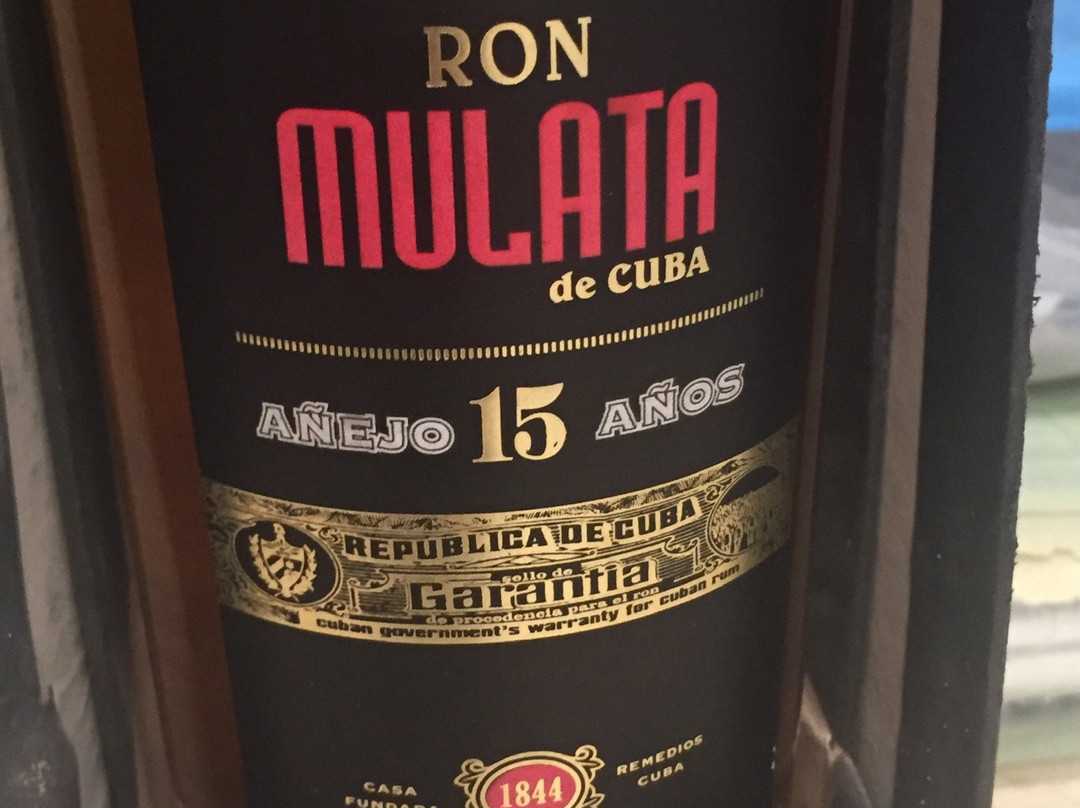 RON
MULATA
de CUBA
AÑEJO 15 AÑOS
REPUBLICA DE CUBA
sello de
Garantia
de procedencia para el ron
cuban government's warranty for cuban rum
CASA
1844
REMEDIOS
CUBA